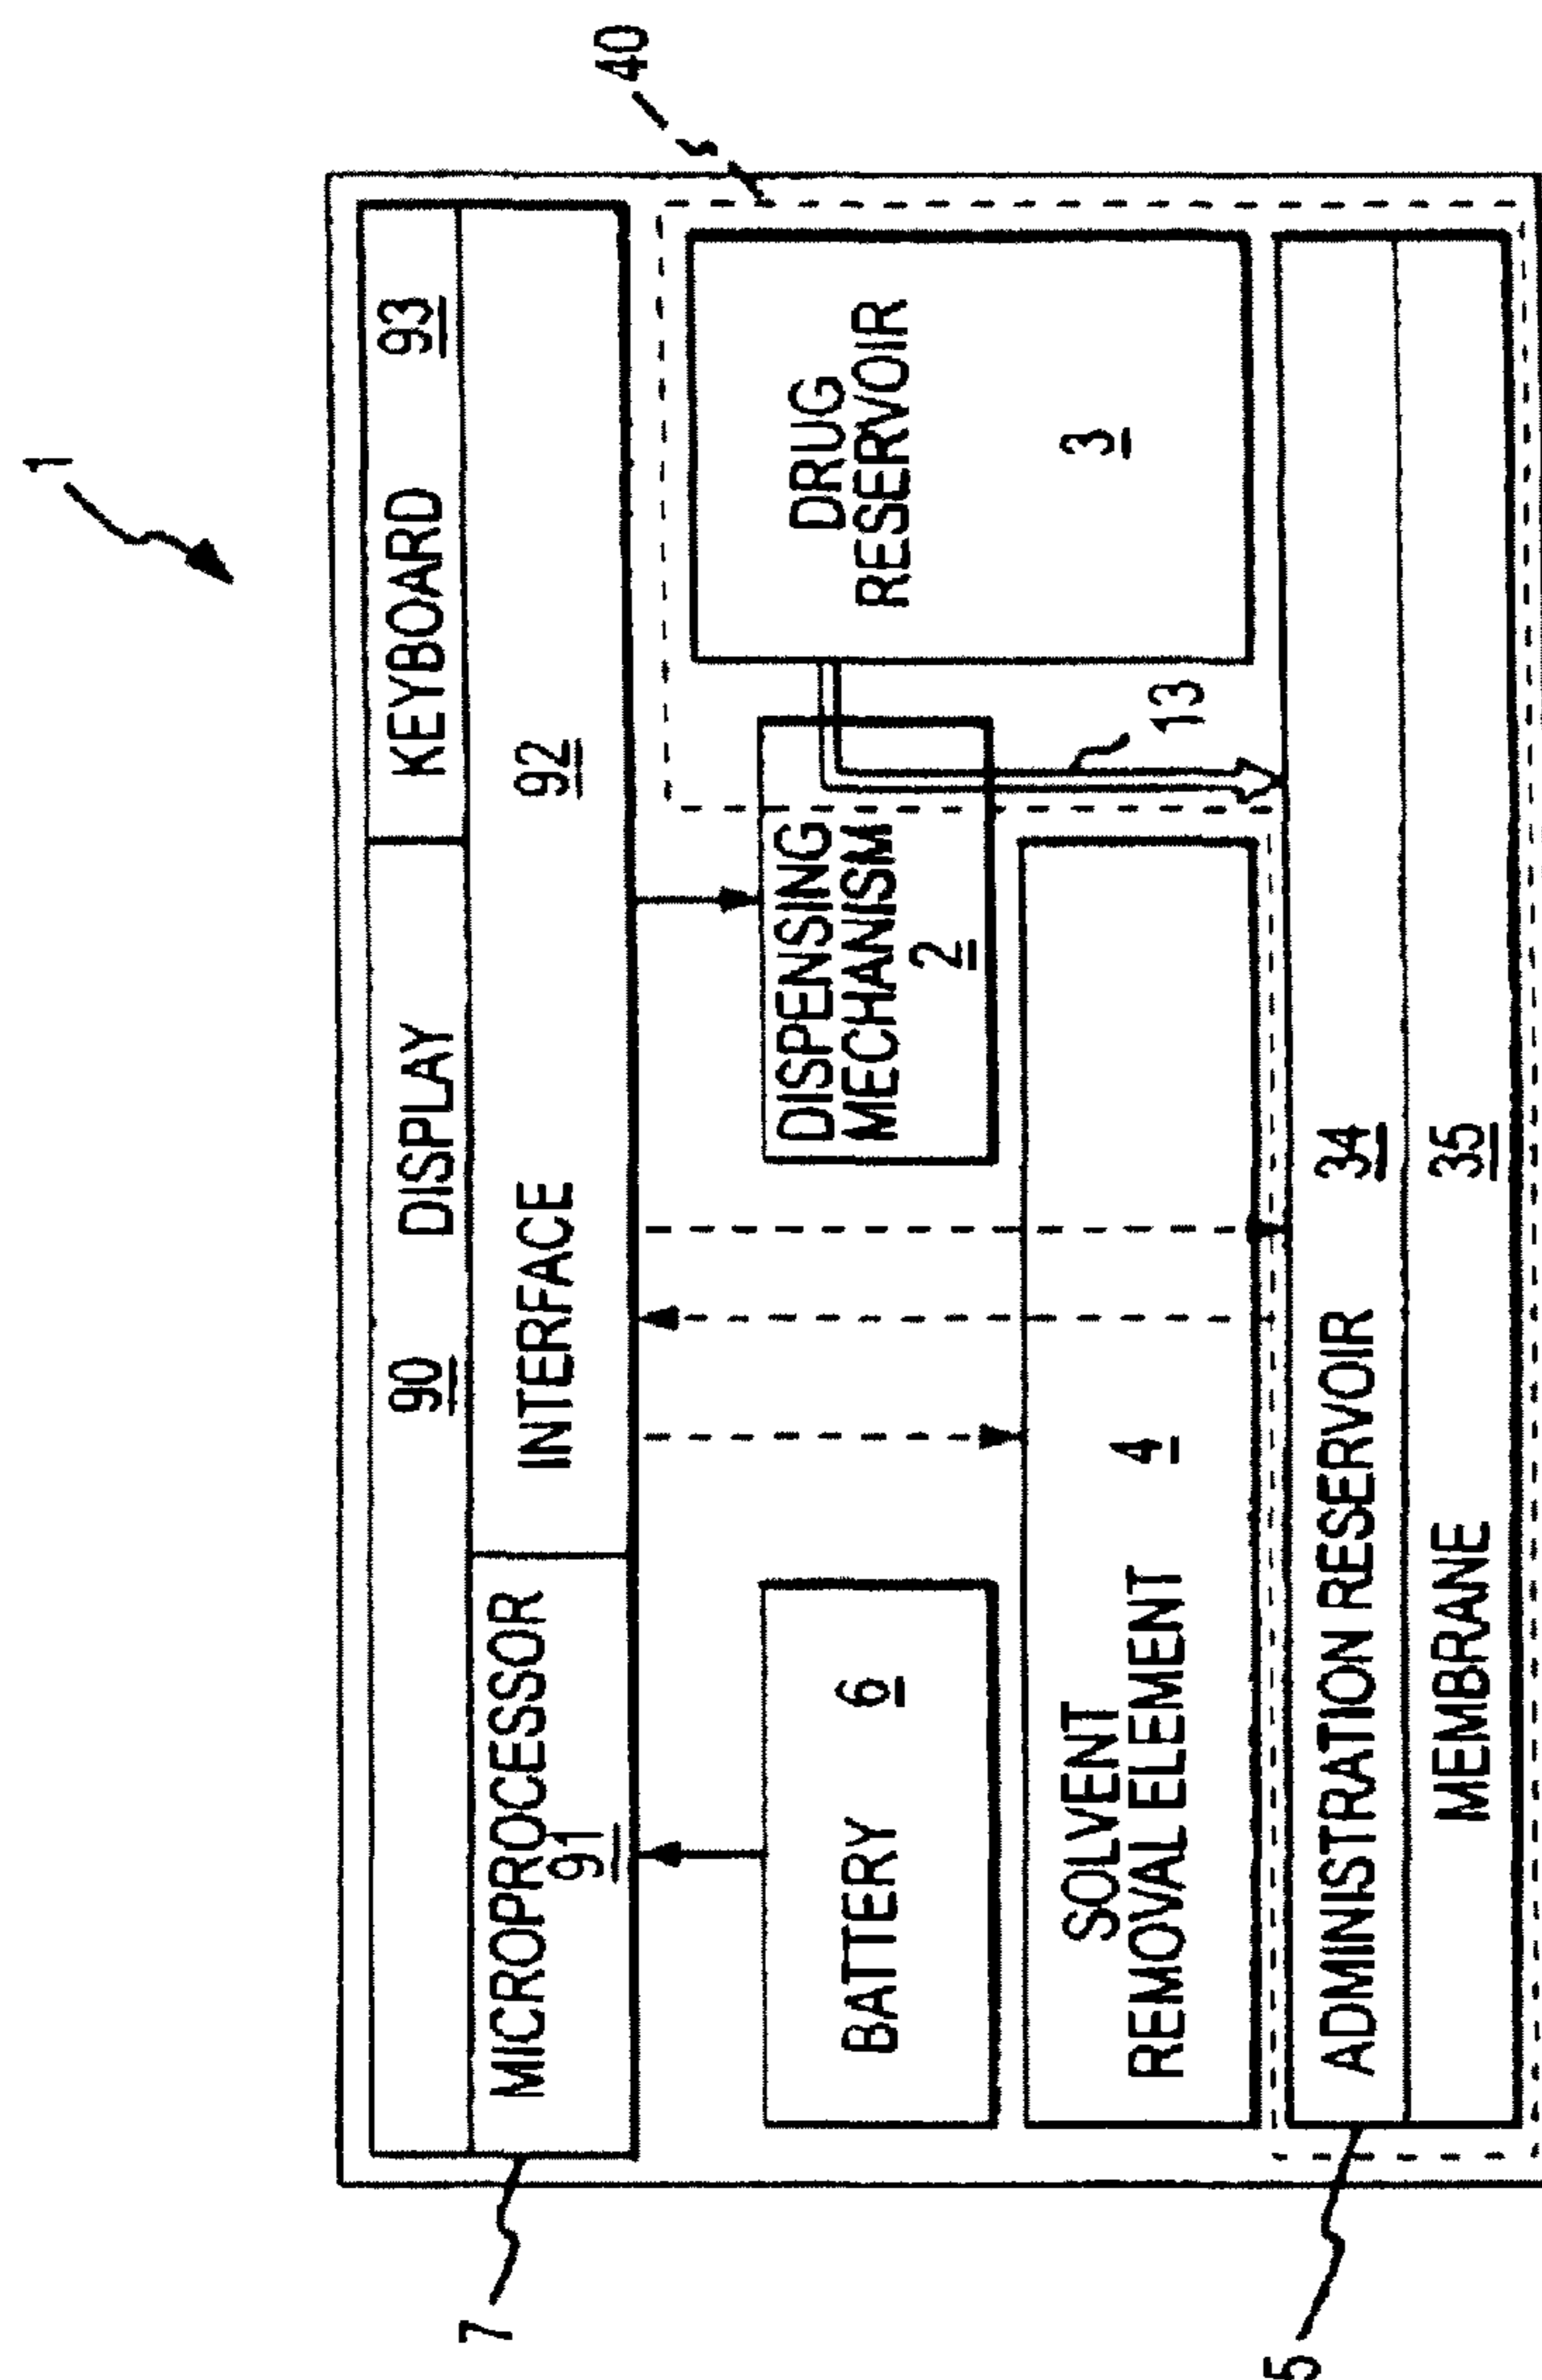 1
40
90 DISPLAY
KEYBOARD 93
MICROPROCESSOR
91
INTERFACE 92
7
BATTERY 6
DISPENSING
MECHANISM
2
DRUG
RESERVOIR
3
13
SOLVENT
REMOVAL ELEMENT 4
ADMINISTRATION RESERVOIR 34
MEMBRANE 35
5